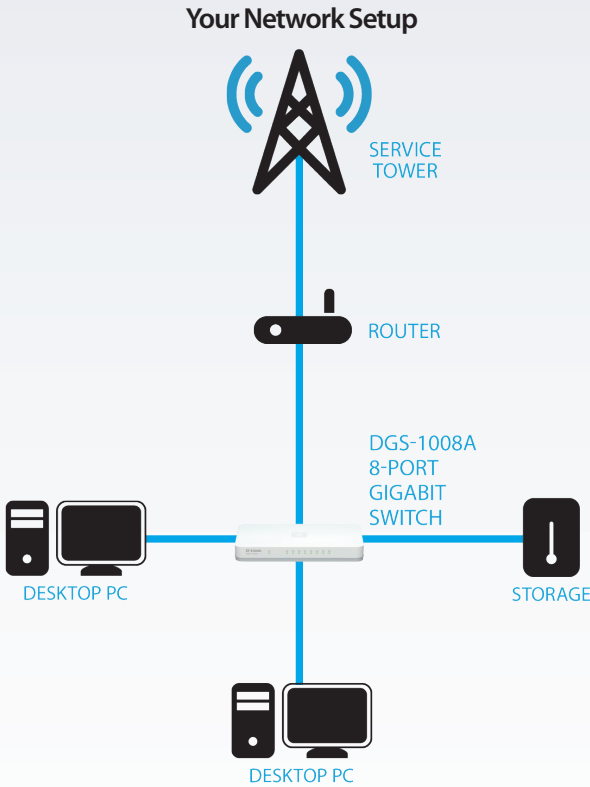 Your Network Setup
SERVICE
TOWER
ROUTER
DGS-1008A
8-PORT
GIGABIT
SWITCH
DESKTOP PC
STORAGE
DESKTOP PC